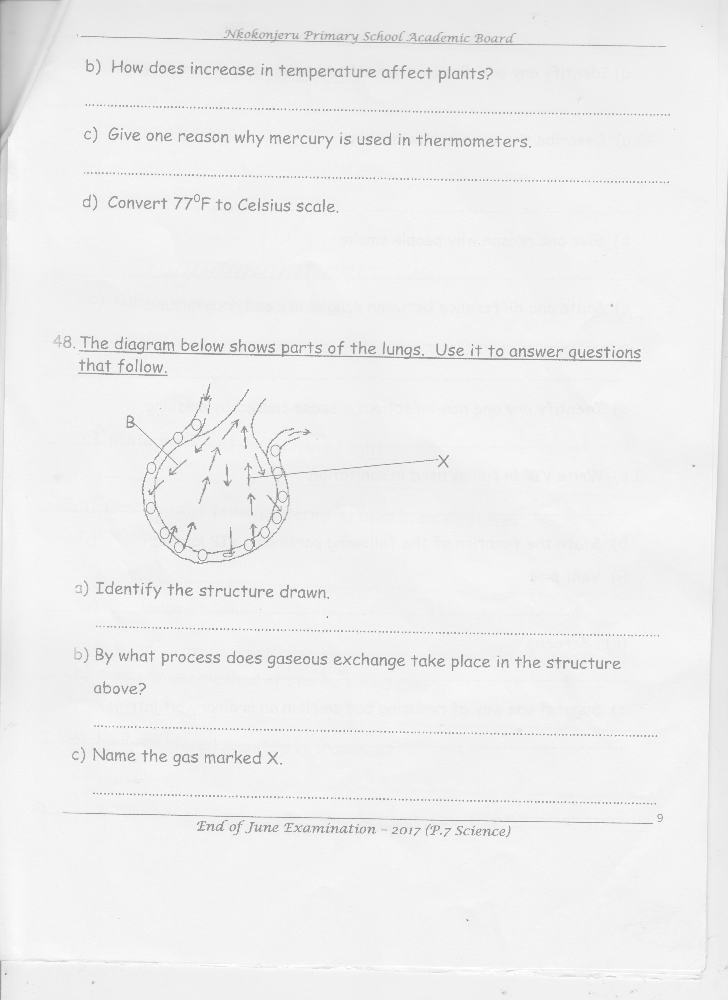 Nkokonjeru Primary School Academic Board
b) How does increase in temperature affect plants?
c) Give one reason why mercury is used in thermometers.
d) Convert 77⁰F to Celsius scale.
48. The diagram below shows parts of the lungs. Use it to answer questions
that follow.
B
X
a) Identify the structure drawn.
b) By what process does gaseous exchange take place in the structure
above?
c) Name the gas marked X.
9
End of June Examination – 2017 (P.7 Science)